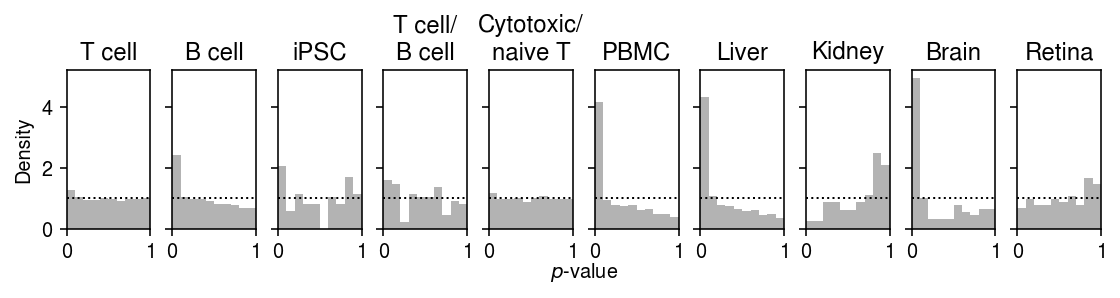 T cell
B cell
iPSC
T cell/
B cell
Cytotoxic/
naive T
PBMC
Liver
Kidney
Brain
Retina
Density
4
2
0
0 1
0 1
0 1
0 1
0 1
0 1
0 1
0 1
0 1
0 1
p-value